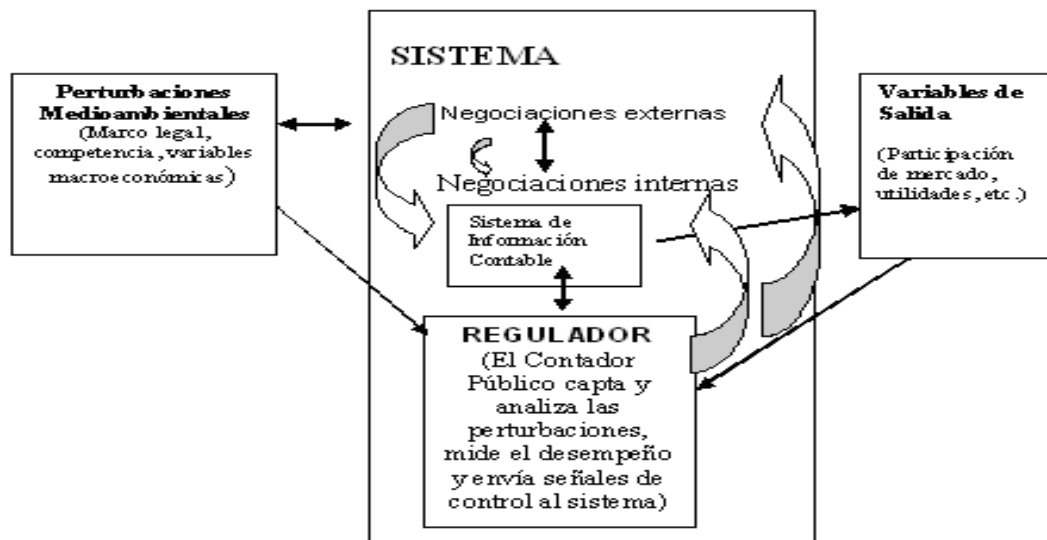 SISTEMA
Perturbaciones
Medioambientales
(Marco legal,
competencia, variables
macroeconómicas)
Negociaciones externas
Negociaciones internas
Sistema de
Información
Contable
Variables de
Salida
(Participación
de mercado,
utilidades, etc.)
REGULADOR
(El Contador
Público capta y
analiza las
perturbaciones,
mide el desempeño
y envía señales de
control al sistema)